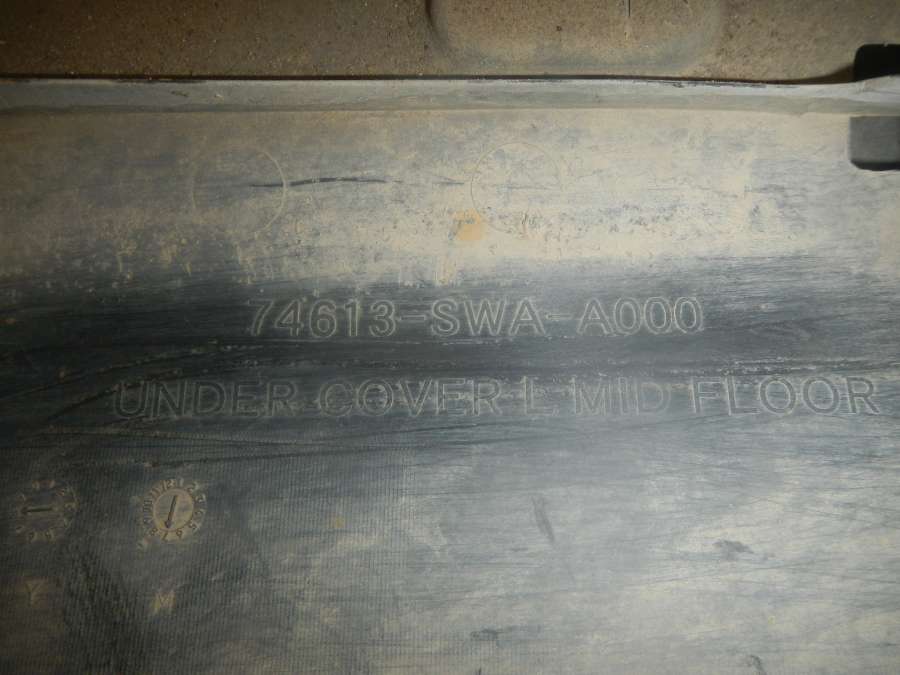 74613-SWA-A000
UNDER COVER L MID FLOOR
Y M